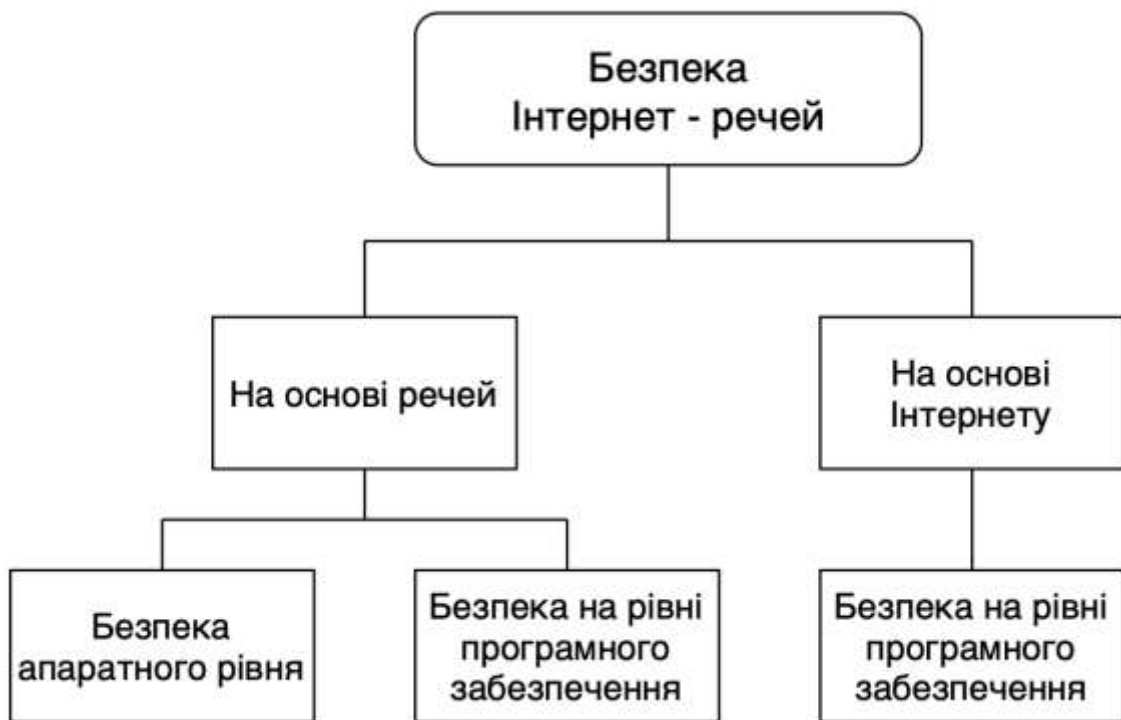 Безпека
Інтернет - речей
На основі речей
На основі
Інтернету
Безпека
апаратного рівня
Безпека на рівні
програмного
забезпечення
Безпека на рівні
програмного
забезпечення